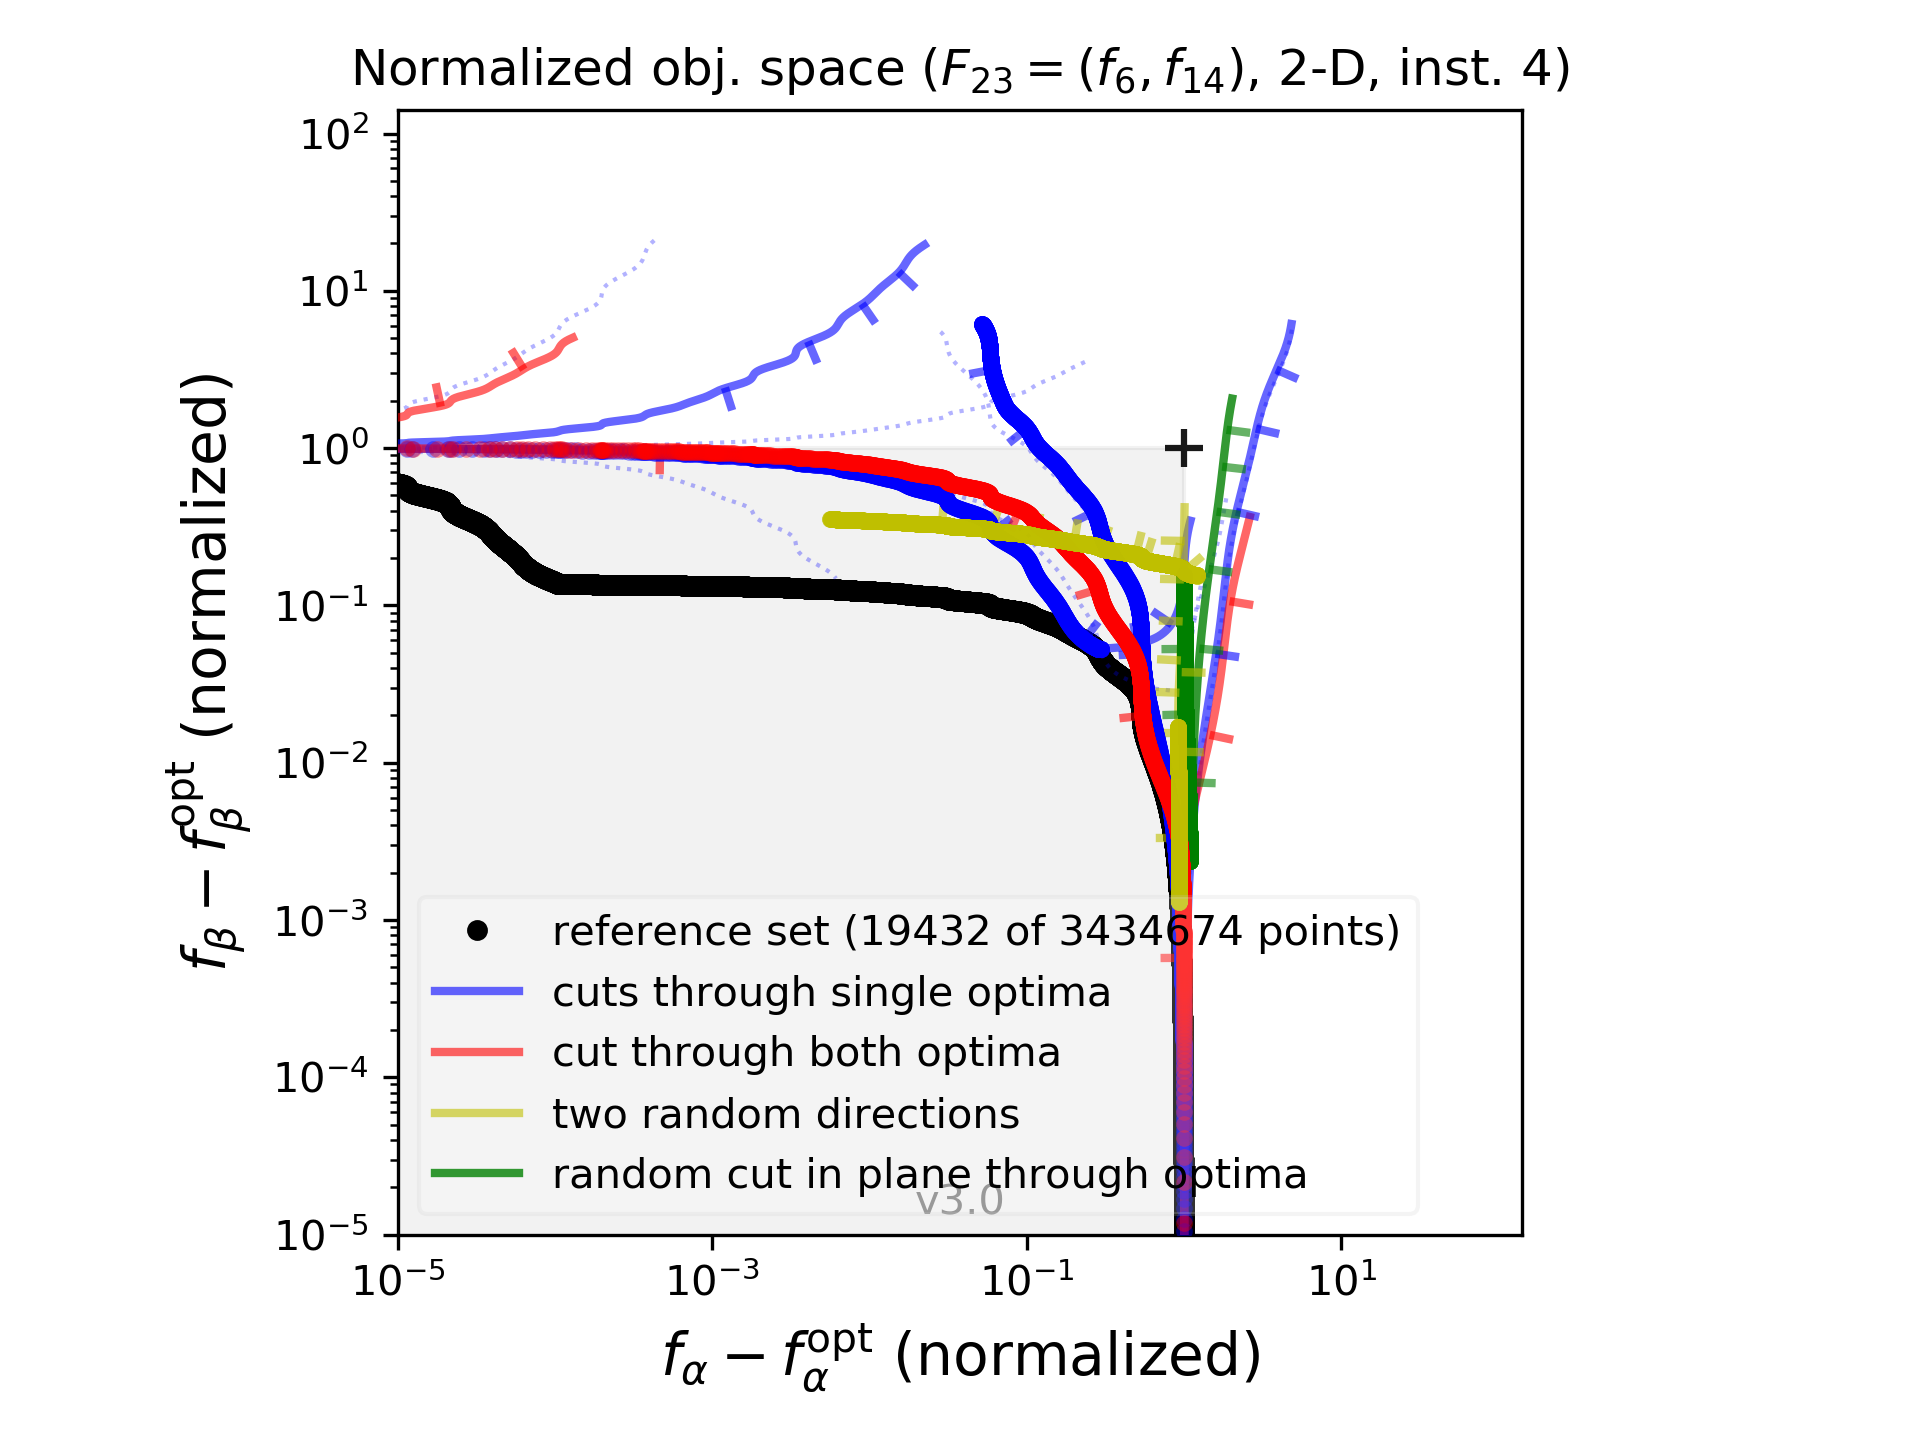 Normalized obj. space (F₂₃ = (f₆, f₁₄), 2-D, inst. 4)
10²
10¹
10⁰
10⁻¹
10⁻²
10⁻³
10⁻⁴
10⁻⁵
f_β − f_β^opt (normalized)
reference set (19432 of 3434674 points)
cuts through single optima
cut through both optima
two random directions
random cut in plane through optima
v3.0
10⁻⁵ 10⁻³ 10⁻¹ 10¹
f_α − f_α^opt (normalized)